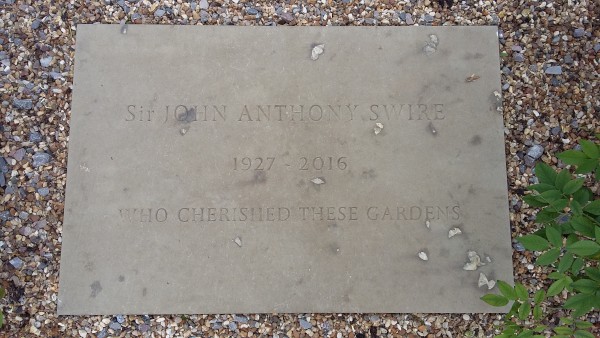 Sir JOHN ANTHONY SWIRE
1927 - 2016
WHO CHERISHED THESE GARDENS